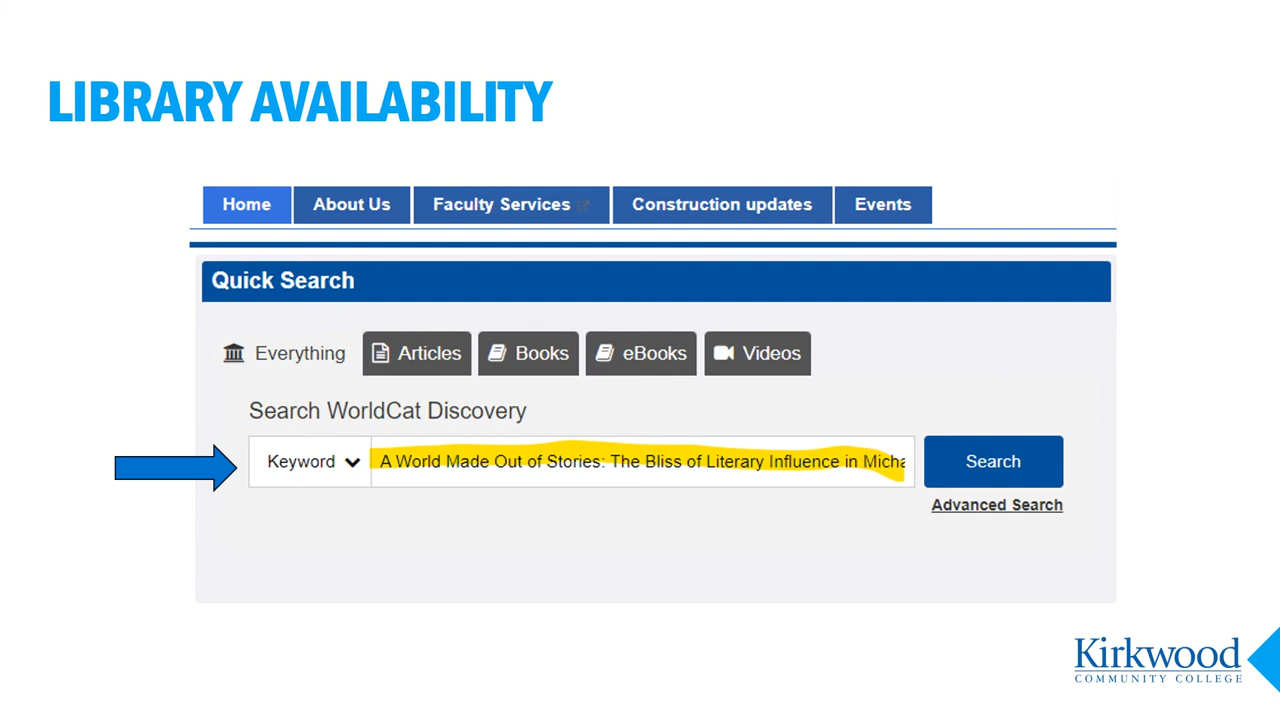 LIBRARY AVAILABILITY
Home About Us Faculty Services Construction updates Events
Quick Search
Everything Articles Books eBooks Videos
Search WorldCat Discovery
Keyword A World Made Out of Stories: The Bliss of Literary Influence in Micha Search
Advanced Search
Kirkwood
COMMUNITY COLLEGE